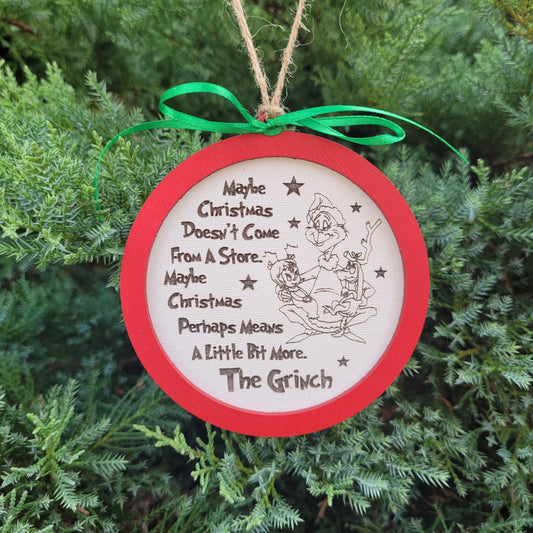 Maybe
Christmas
Doesn't Come
From A Store.
Maybe
Christmas
Perhaps Means
A Little Bit More.
The Grinch